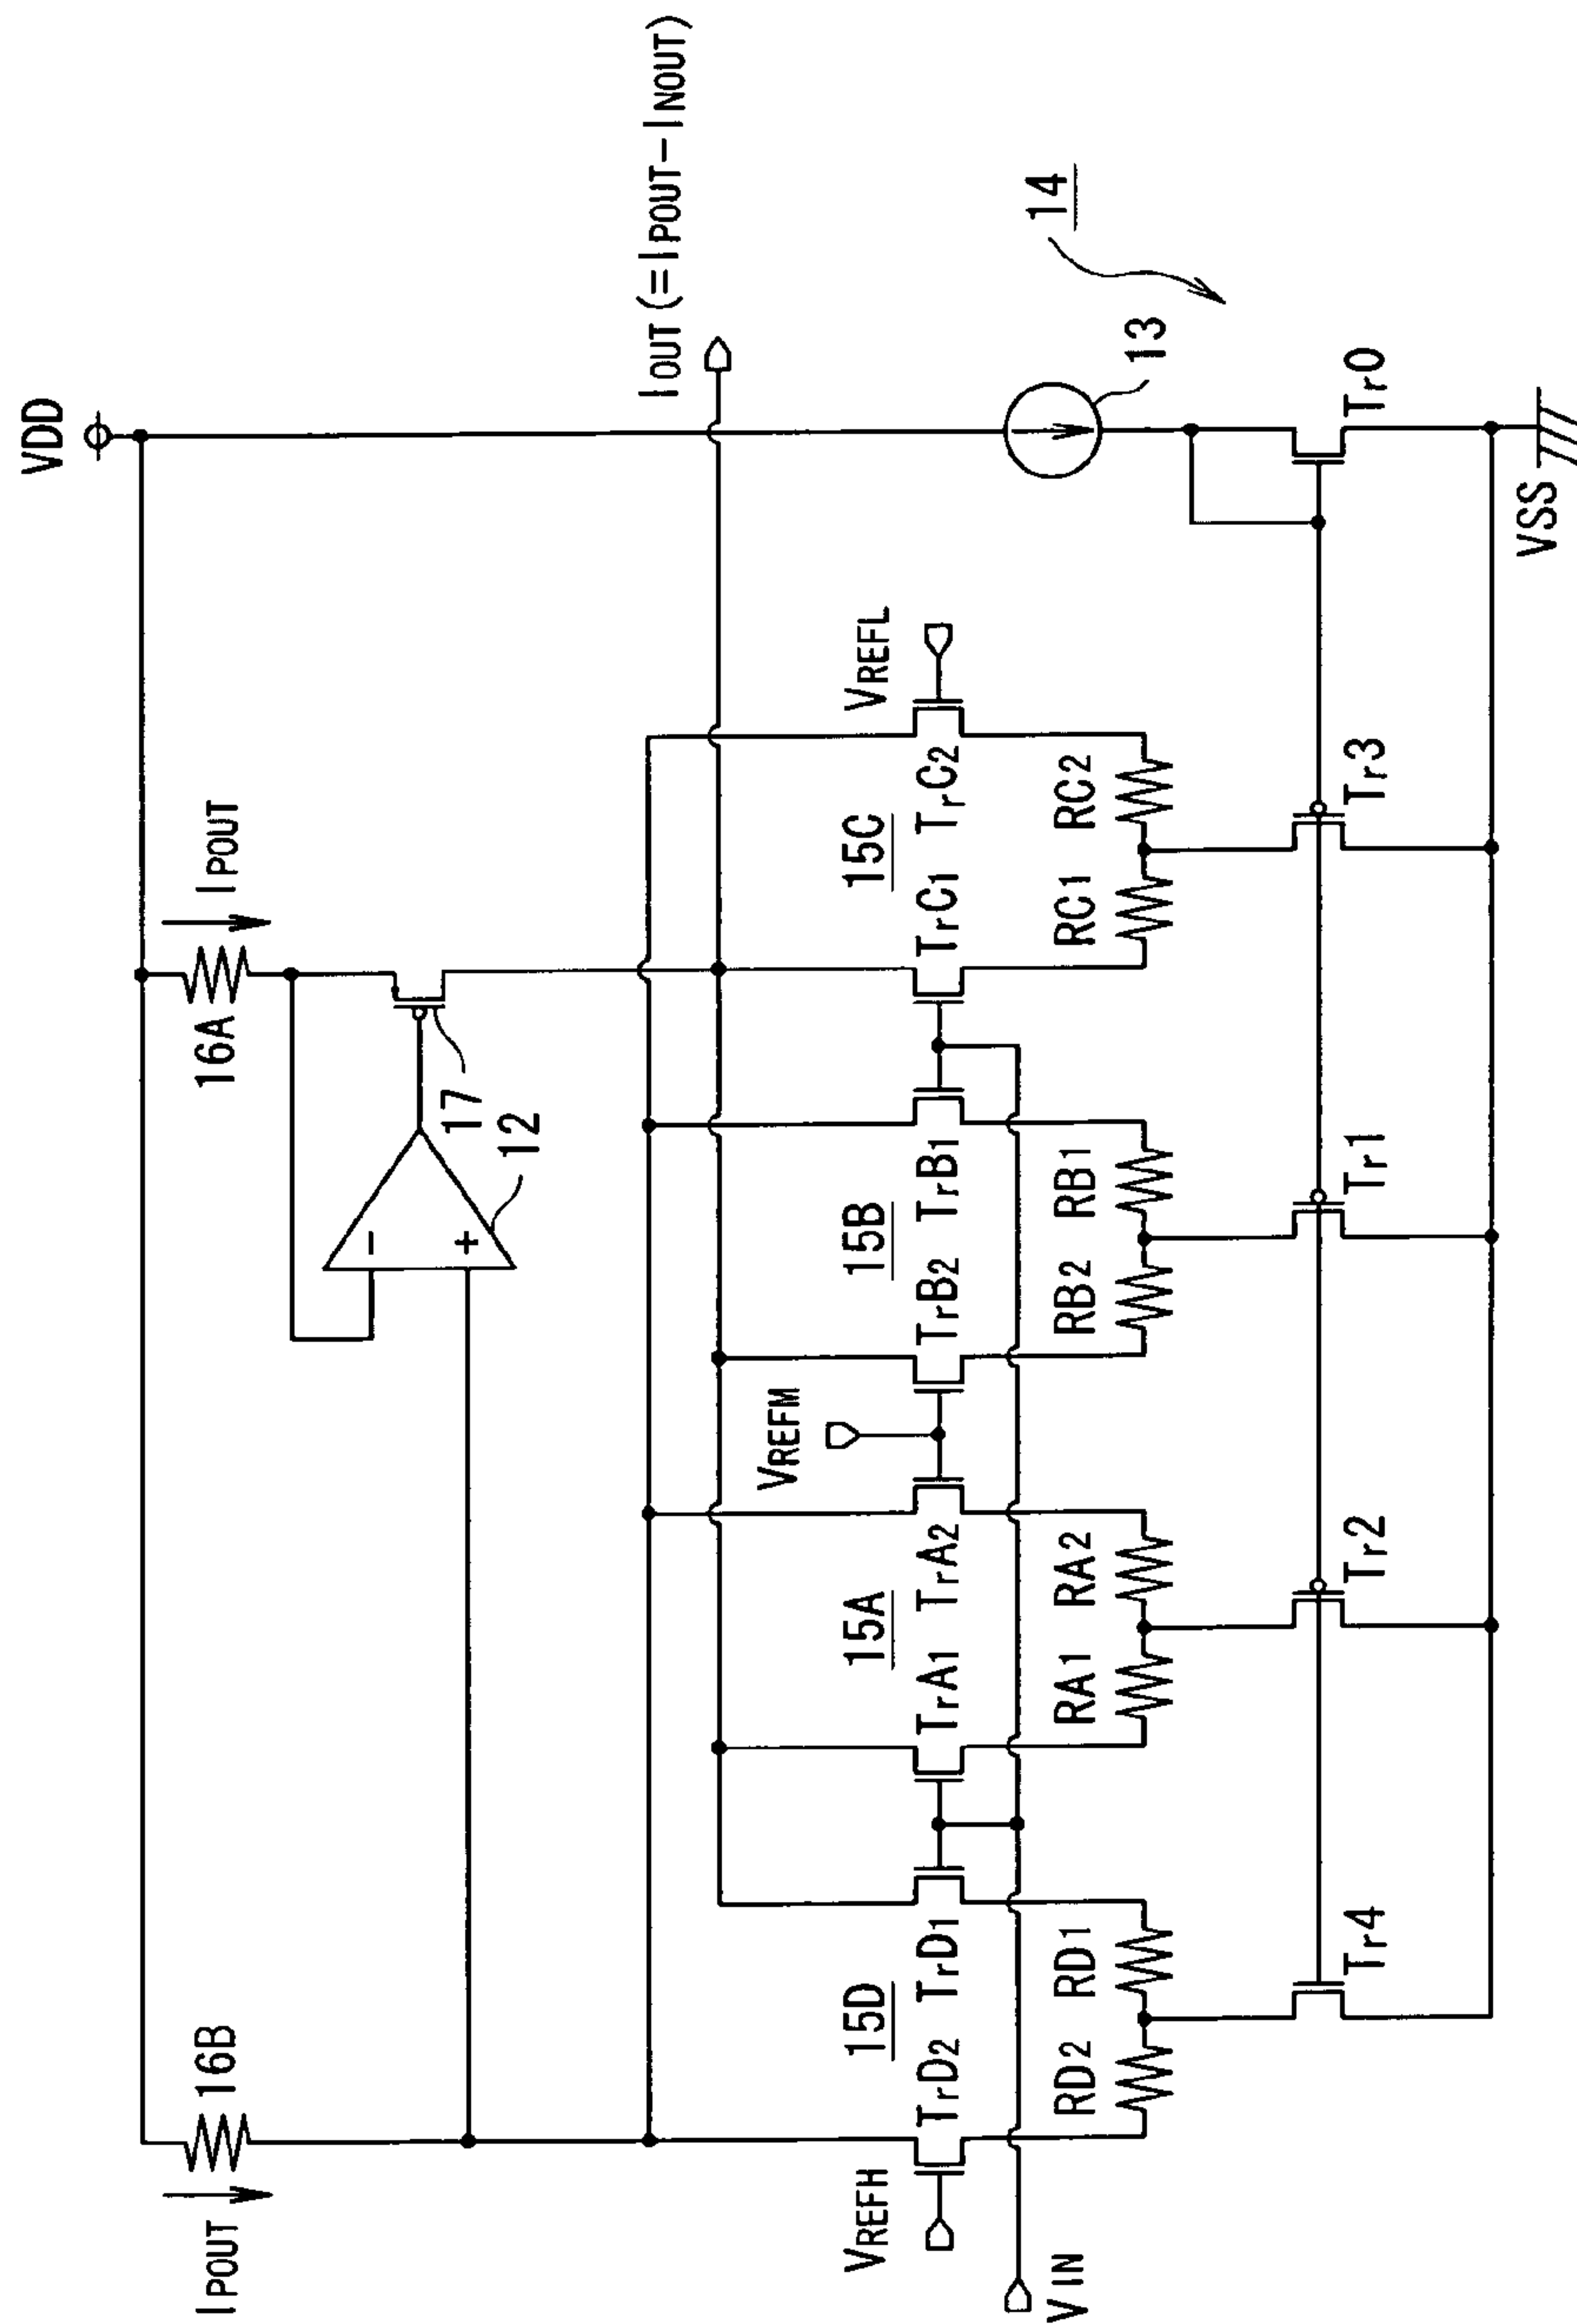 VDD
IPOUT
16B
16A
IPOUT
17
12
IOUT (=IPOUT-INOUT)
VREFH
VREFM
VREFL
15D
15A
15B
15C
TrD2 TrD1
TrA1 TrA2
TrB2 TrB1
TrC1 TrC2
VIN
RD2 RD1
RA1 RA2
RB2 RB1
RC1 RC2
13
14
Tr4
Tr2
Tr1
Tr3
Tr0
VSS